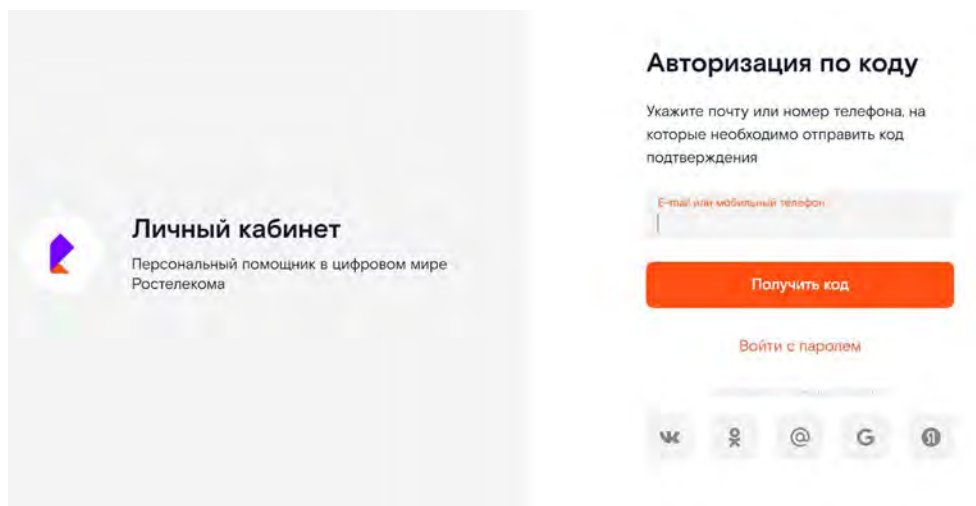 Личный кабинет
Персональный помощник в цифровом мире
Ростелекома
Авторизация по коду
Укажите почту или номер телефона, на
которые необходимо отправить код
подтверждения
E-mail или мобильный телефон
Получить код
Войти с паролем